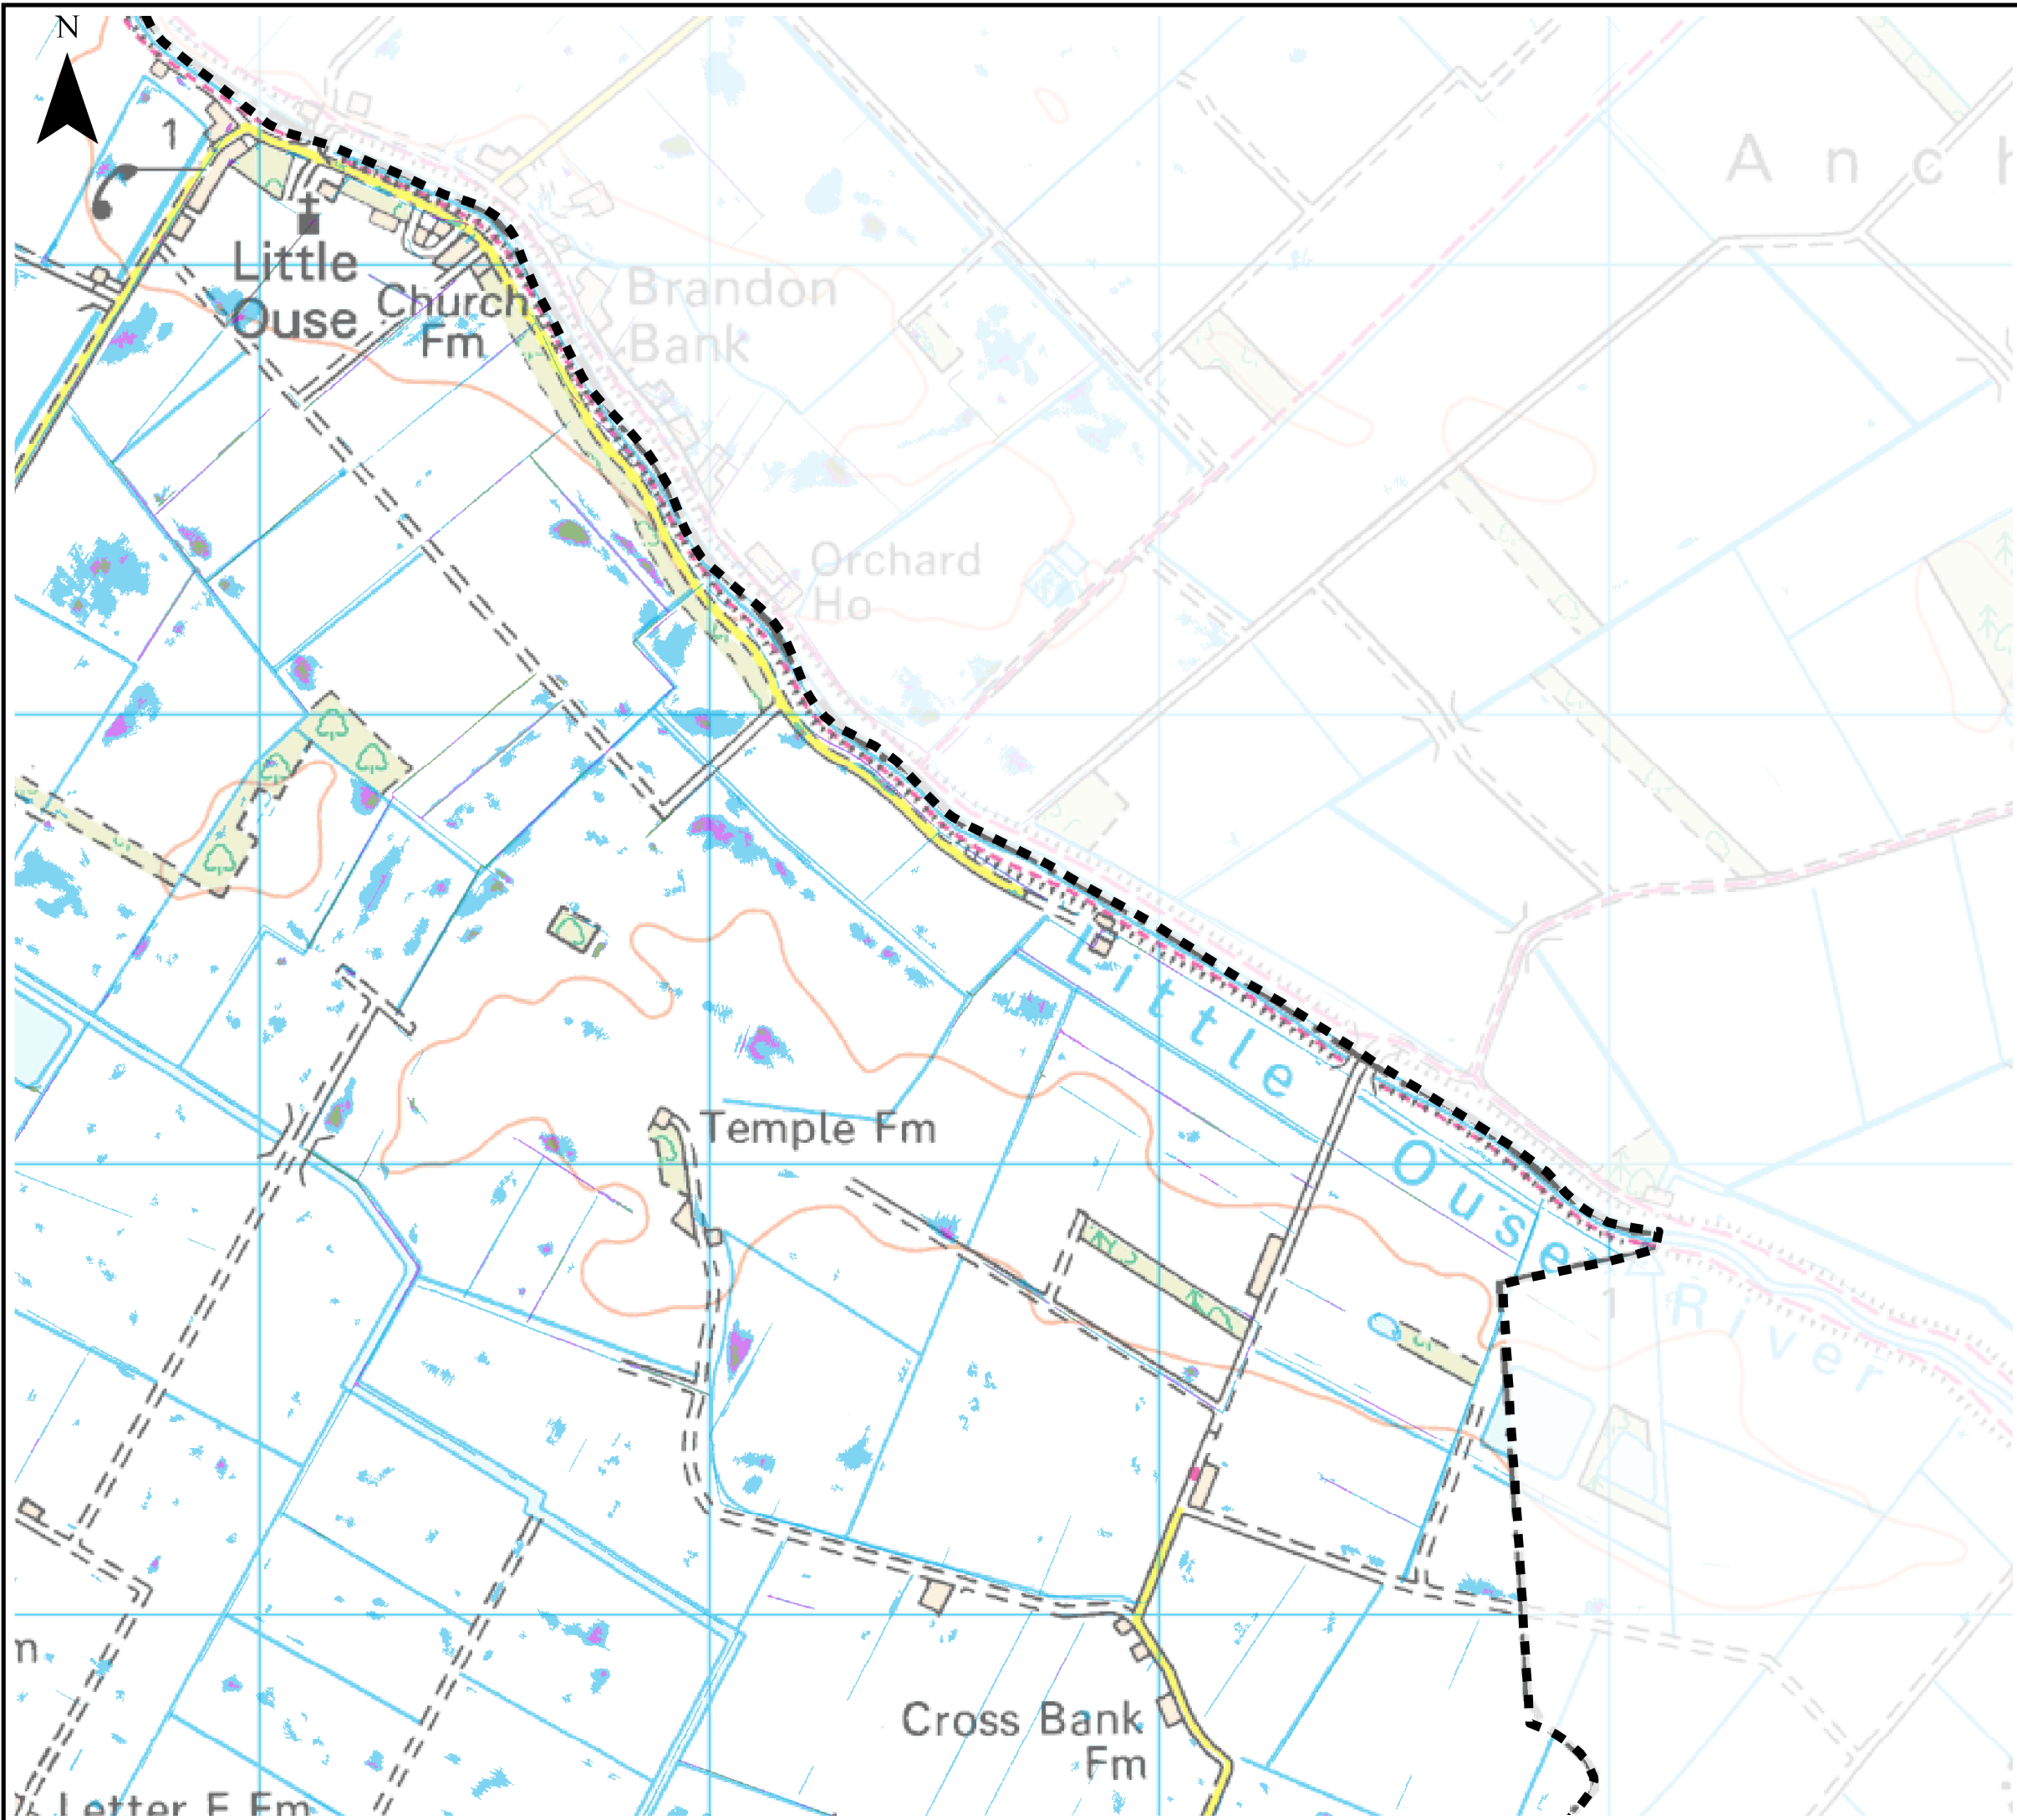 N
1
Little
Ouse
Church
Fm
Brandon
Bank
Orchard
Ho
Anc
Little
Ouse
Temple Fm
1
River
Cross Bank
Fm
Letter F Fm